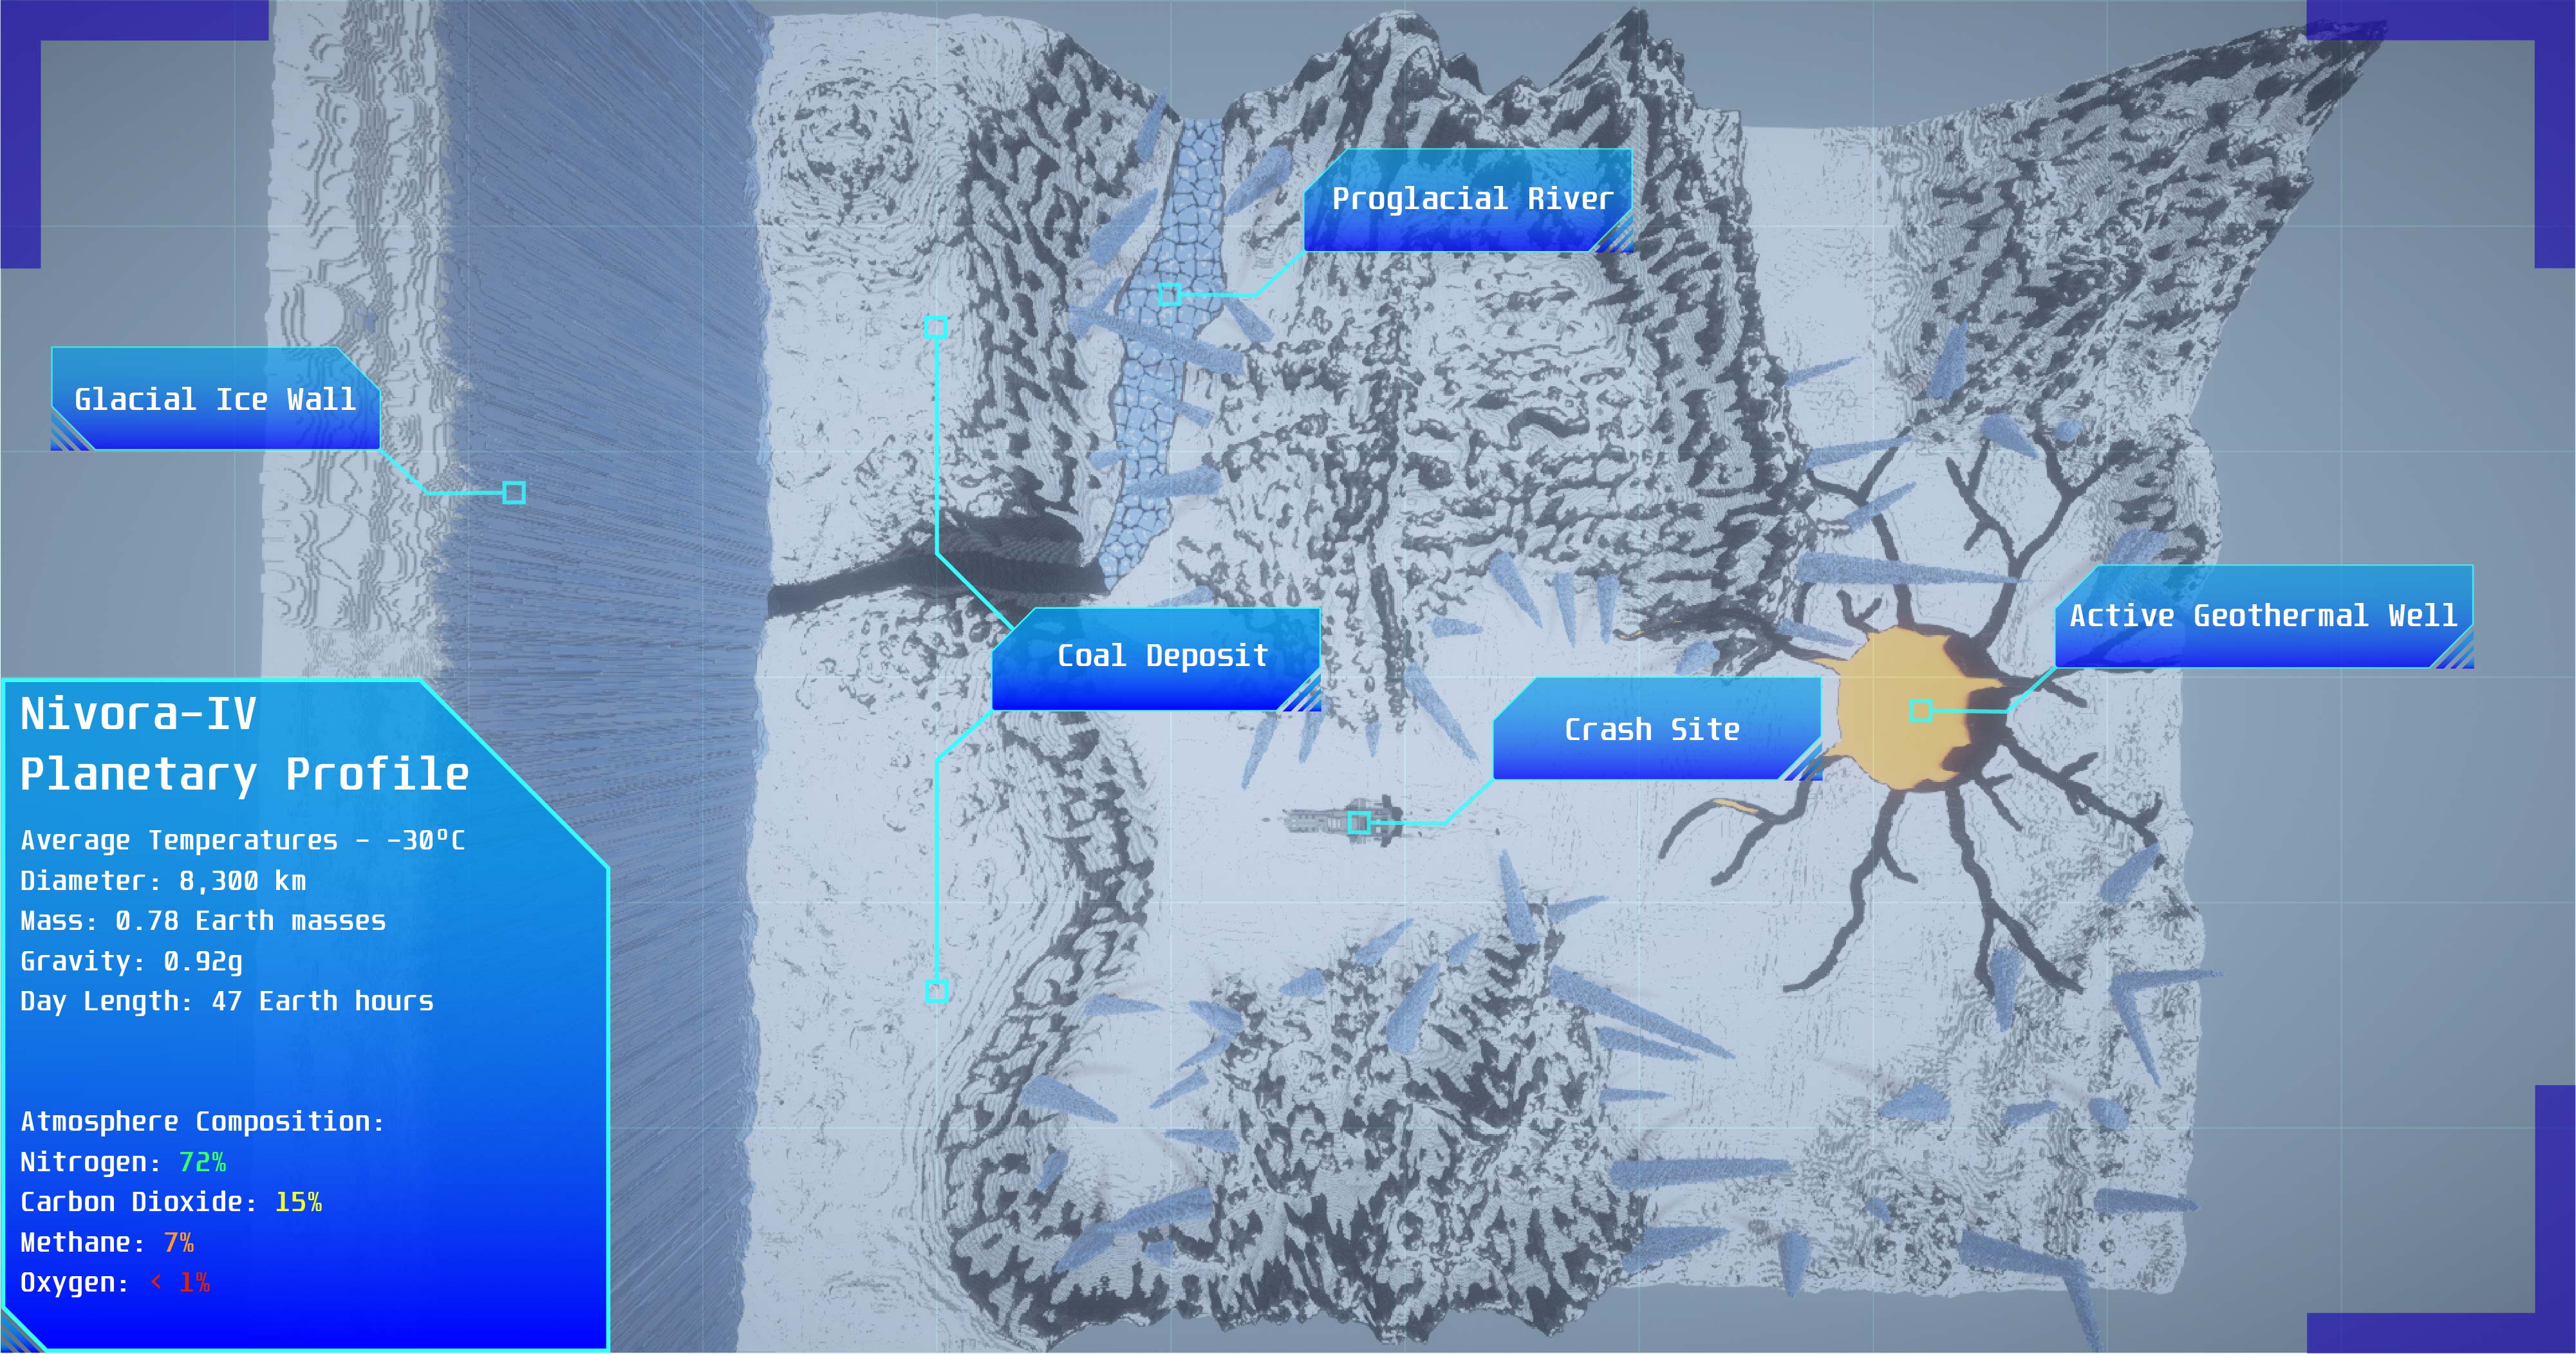 Proglacial River
Glacial Ice Wall
Active Geothermal Well
Coal Deposit
Crash Site
Nivora-IV
Planetary Profile
Average Temperatures - -30ºC
Diameter: 8,300 km
Mass: 0.78 Earth masses
Gravity: 0.92g
Day Length: 47 Earth hours
Atmosphere Composition:
Nitrogen: 72%
Carbon Dioxide: 15%
Methane: 7%
Oxygen: < 1%